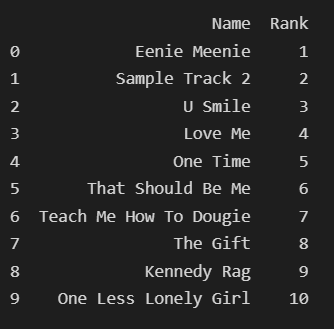 Name Rank
0 Eenie Meenie 1
1 Sample Track 2 2
2 U Smile 3
3 Love Me 4
4 One Time 5
5 That Should Be Me 6
6 Teach Me How To Dougie 7
7 The Gift 8
8 Kennedy Rag 9
9 One Less Lonely Girl 10